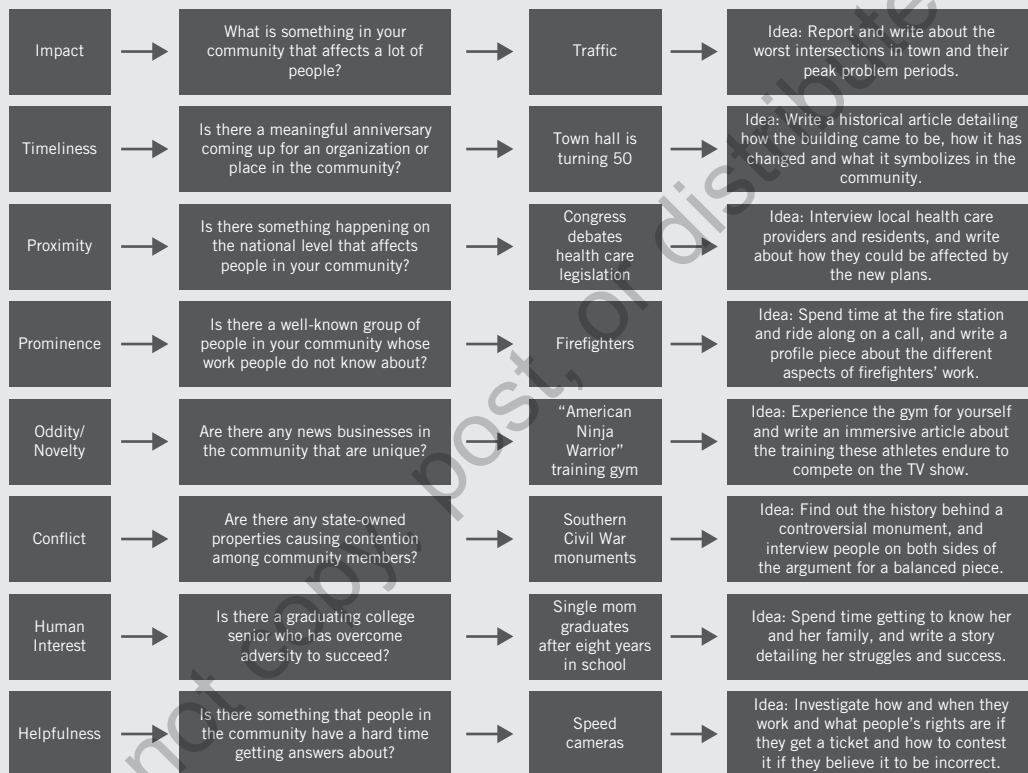 Impact
What is something in your
community that affects a lot of
people?
Traffic
Idea: Report and write about the
worst intersections in town and their
peak problem periods.
Timeliness
Is there a meaningful anniversary
coming up for an organization or
place in the community?
Town hall is
turning 50
Idea: Write a historical article detailing
how the building came to be, how it has
changed and what it symbolizes in the
community.
Proximity
Is there something happening on
the national level that affects
people in your community?
Congress
debates
health care
legislation
Idea: Interview local health care
providers and residents, and write
about how they could be affected by
the new plans.
Prominence
Is there a well-known group of
people in your community whose
work people do not know about?
Firefighters
Idea: Spend time at the fire station
and ride along on a call, and write a
profile piece about the different
aspects of firefighters' work.
Oddity/
Novelty
Are there any news businesses in
the community that are unique?
“American
Ninja
Warrior”
training gym
Idea: Experience the gym for yourself
and write an immersive article about
the training these athletes endure to
compete on the TV show.
Conflict
Are there any state-owned
properties causing contention
among community members?
Southern
Civil War
monuments
Idea: Find out the history behind a
controversial monument, and
interview people on both sides of
the argument for a balanced piece.
Human
Interest
Is there a graduating college
senior who has overcome
adversity to succeed?
Single mom
graduates
after eight years
in school
Idea: Spend time getting to know her
and her family, and write a story
detailing her struggles and success.
Helpfulness
Is there something that people in
the community have a hard time
getting answers about?
Speed
cameras
Idea: Investigate how and when they
work and what people's rights are if
they get a ticket and how to contest
it if they believe it to be incorrect.
not copy, post, or distribute